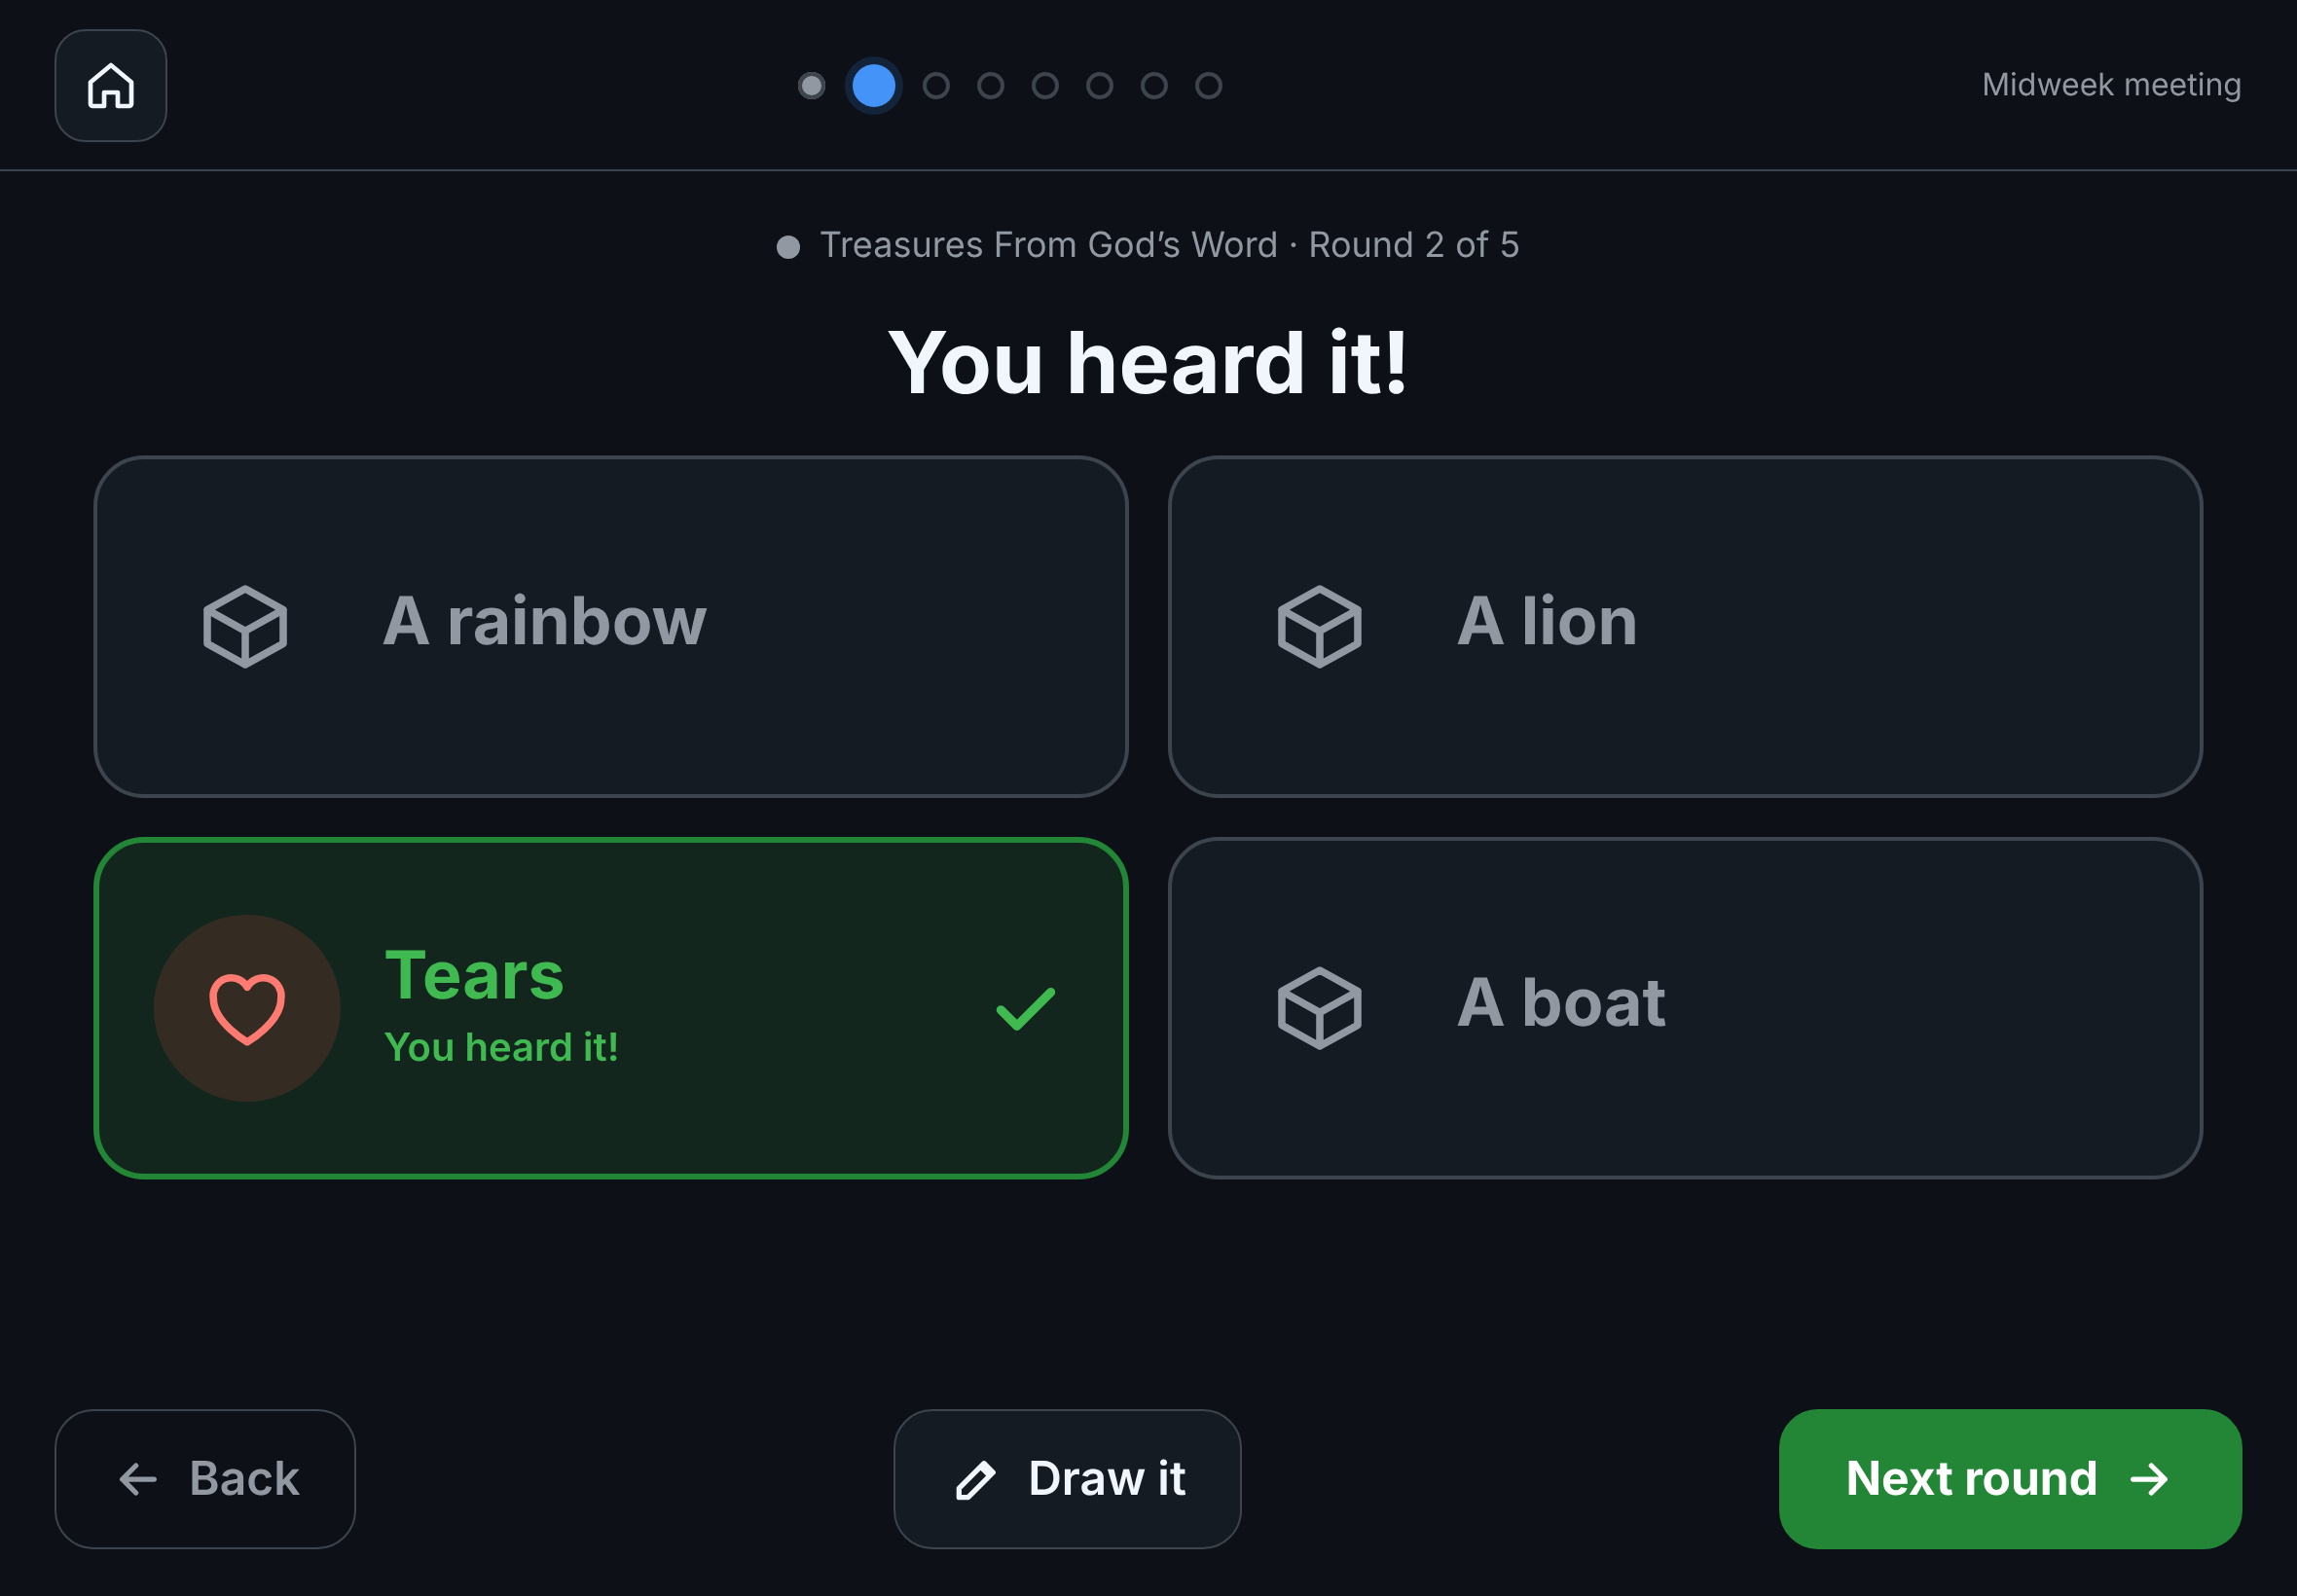 Midweek meeting
Treasures From God's Word · Round 2 of 5
You heard it!
A rainbow
A lion
Tears
You heard it!
A boat
Back
Draw it
Next round